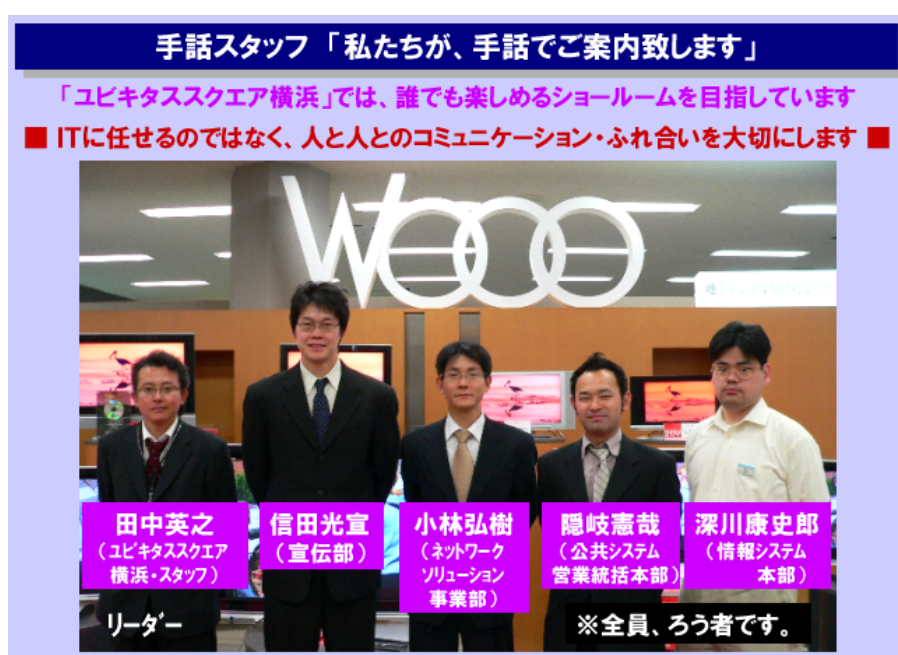 手話スタッフ「私たちが、手話でご案内致します」
「ユビキタススクエア横浜」では、誰でも楽しめるショールームを目指しています
■ ITに任せるのではなく、人と人とのコミュニケーション・ふれ合いを大切にします ■
Wooo
田中英之
（ユビキタススクエア
横浜・スタッフ）
リーダー
信田光宣
（宣伝部）
小林弘樹
（ネットワーク
ソリューション
事業部）
隠岐憲哉
（公共システム
営業統括本部）
深川康史郎
（情報システム
本部）
※全員、ろう者です。